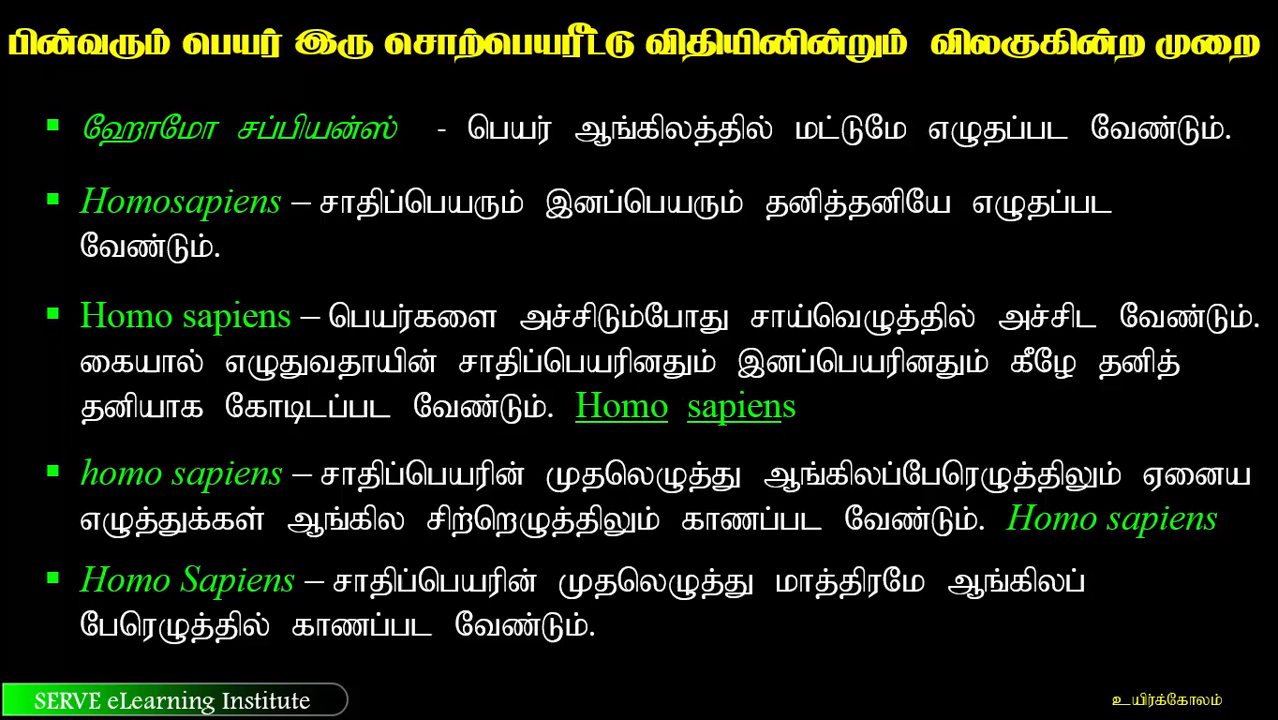 பின்வரும் பெயர் இரு சொற்பெயரீட்டு விதியினின்றும் விலகுகின்ற முறை
▪ ஹோமோ சப்பியன்ஸ் - பெயர் ஆங்கிலத்தில் மட்டுமே எழுதப்பட வேண்டும்.
▪ Homosapiens – சாதிப்பெயரும் இனப்பெயரும் தனித்தனியே எழுதப்பட
வேண்டும்.
▪ Homo sapiens – பெயர்களை அச்சிடும்போது சாய்வெழுத்தில் அச்சிட வேண்டும்.
கையால் எழுதுவதாயின் சாதிப்பெயரினதும் இனப்பெயரினதும் கீழே தனித்
தனியாக கோடிடப்பட வேண்டும். Homo sapiens
▪ homo sapiens – சாதிப்பெயரின் முதலெழுத்து ஆங்கிலப்பேரெழுத்திலும் ஏனைய
எழுத்துக்கள் ஆங்கில சிற்றெழுத்திலும் காணப்பட வேண்டும். Homo sapiens
▪ Homo Sapiens – சாதிப்பெயரின் முதலெழுத்து மாத்திரமே ஆங்கிலப்
பேரெழுத்தில் காணப்பட வேண்டும்.
SERVE eLearning Institute
உயிர்க்கோலம்